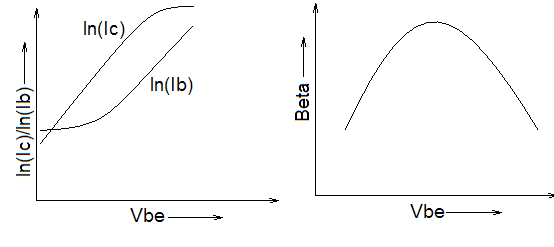 ln(Ic)/ln(Ib)
ln(Ic)
ln(Ib)
Vbe
Beta
Vbe